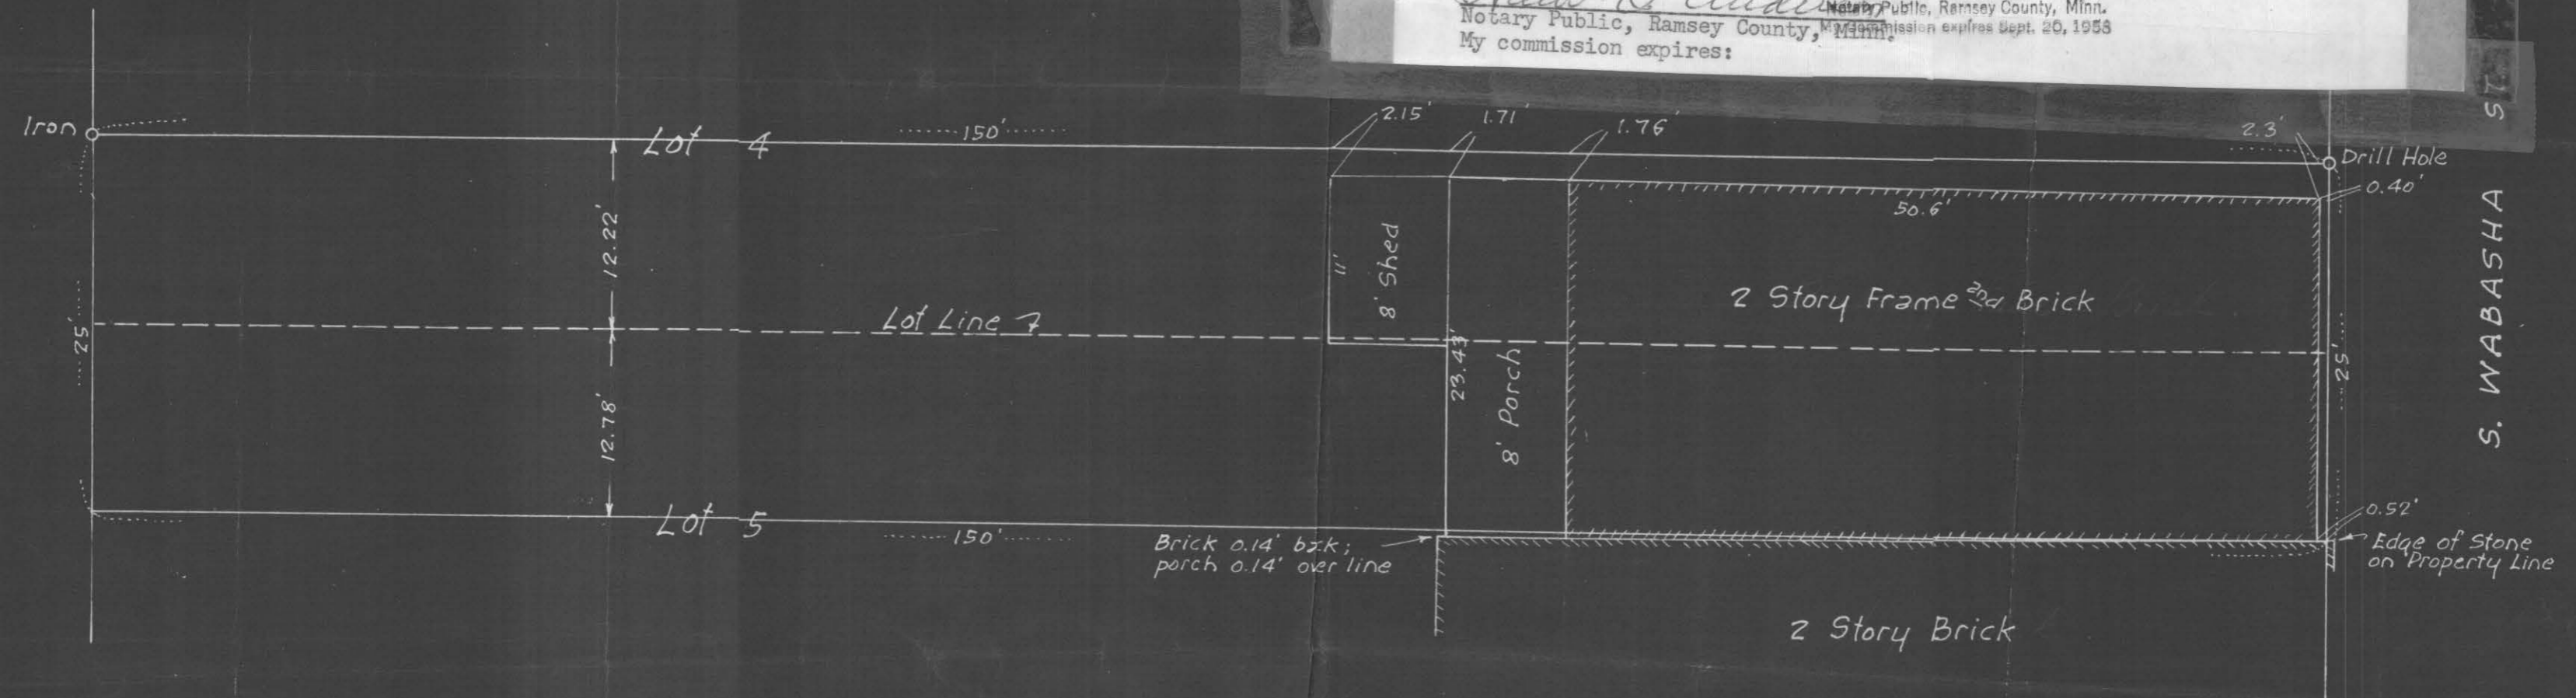 Notary Public, Ramsey County, Minn.
Notary Public, Ramsey County, Minn.
My commission expires Sept. 20, 1958
My commission expires:
Iron
Lot 4
150'
2.15'
1.71'
1.76'
2.3'
Drill Hole
0.40'
50.6'
12.22'
11'
8' Shed
2 Story Frame and Brick
S. WABASHA ST
25'
Lot Line
23.43'
8' Porch
25'
12.78'
0.52'
Lot 5
150'
Brick 0.14' back;
porch 0.14' over line
Edge of Stone
on Property Line
2 Story Brick